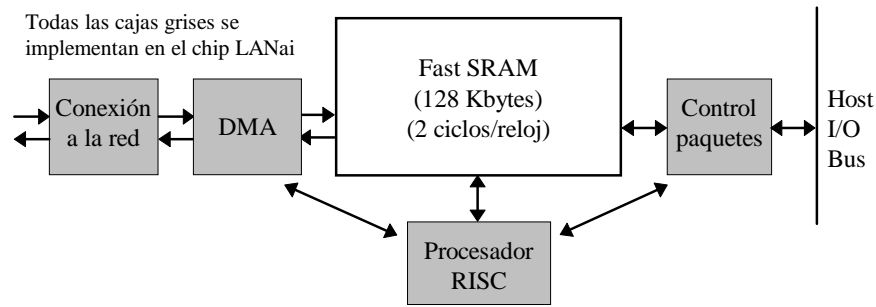 Todas las cajas grises se
implementan en el chip LANai
Conexión
a la red
DMA
Fast SRAM
(128 Kbytes)
(2 ciclos/reloj)
Control
paquetes
Host
I/O
Bus
Procesador
RISC